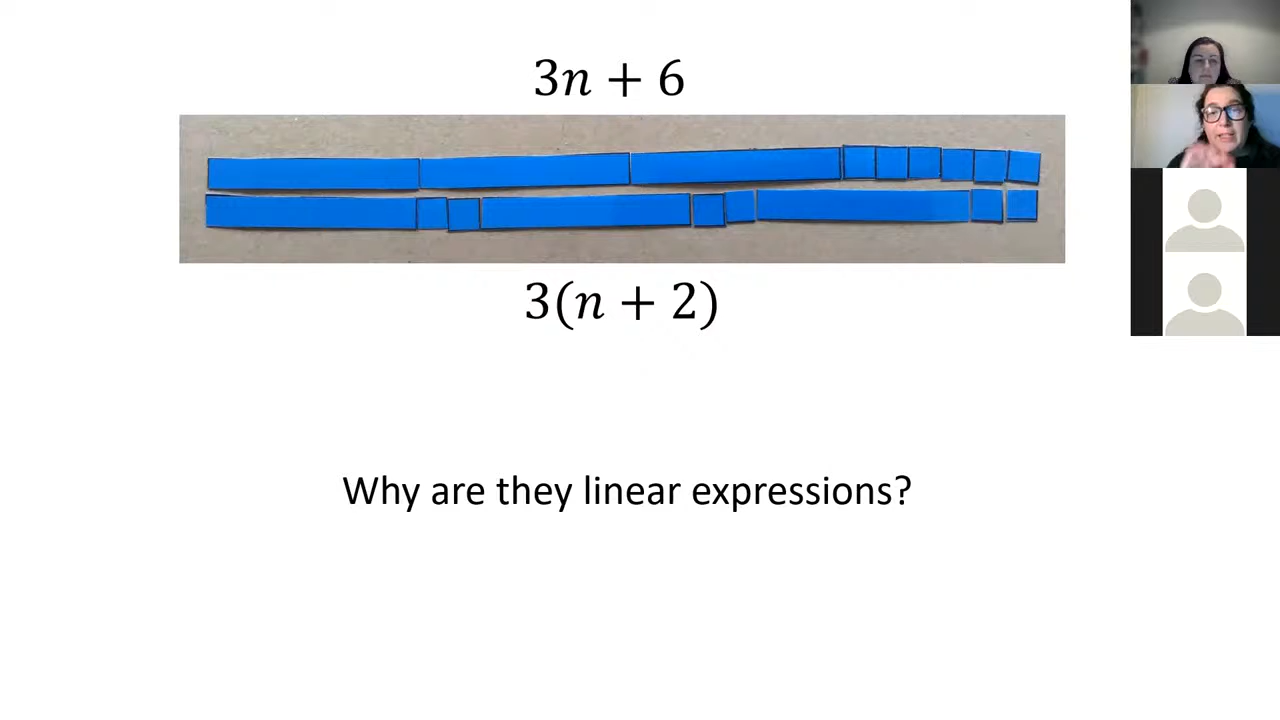 3n + 6
3(n + 2)
Why are they linear expressions?